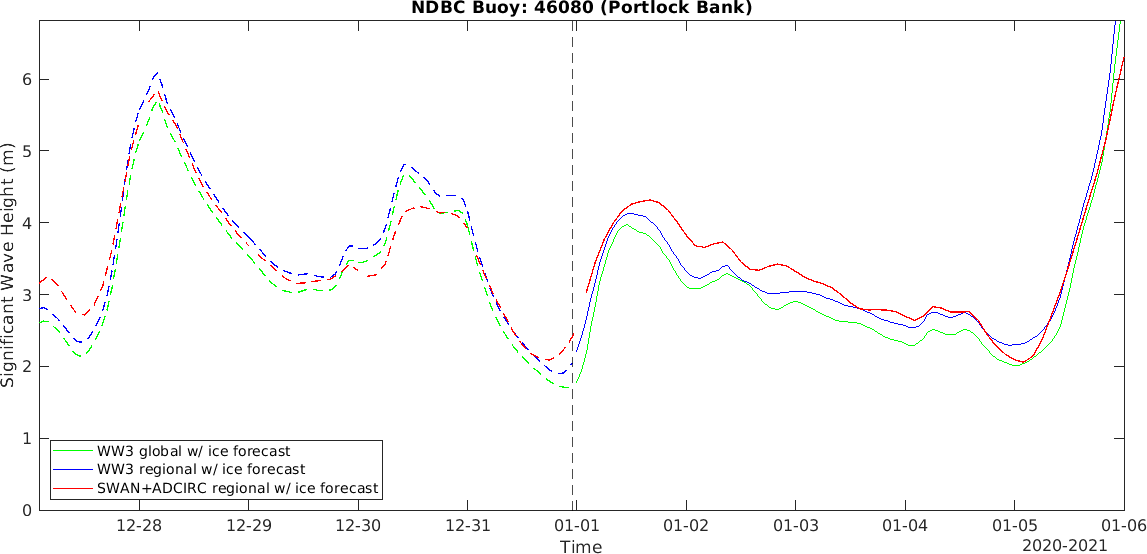 NDBC Buoy: 46080 (Portlock Bank)
Significant Wave Height (m)
6
5
4
3
2
1
0
WW3 global w/ ice forecast
WW3 regional w/ ice forecast
SWAN+ADCIRC regional w/ ice forecast
12-28 12-29 12-30 12-31 01-01 01-02 01-03 01-04 01-05 01-06
Time
2020-2021